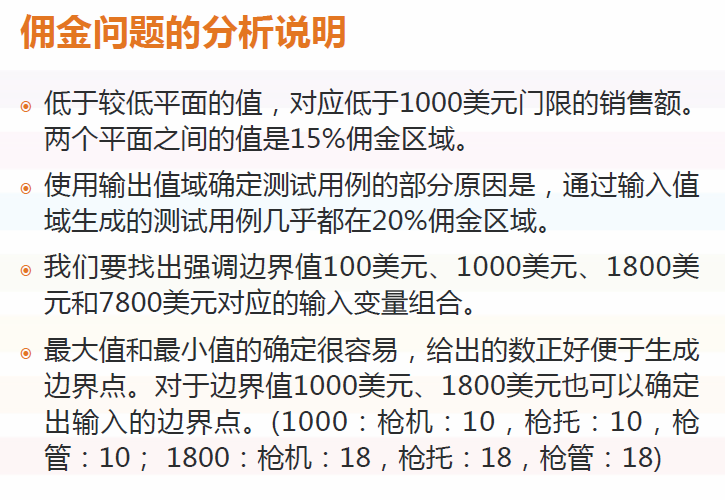 佣金问题的分析说明
低于较低平面的值，对应低于1000美元门限的销售额。
两个平面之间的值是15%佣金区域。
使用输出值域确定测试用例的部分原因是，通过输入值
域生成的测试用例几乎都在20%佣金区域。
我们要找出强调边界值100美元、1000美元、1800美
元和7800美元对应的输入变量组合。
最大值和最小值的确定很容易，给出的数正好便于生成
边界点。对于边界值1000美元、1800美元也可以确定
出输入的边界点。(1000：枪机：10，枪托：10，枪
管：10； 1800：枪机：18，枪托：18，枪管：18)